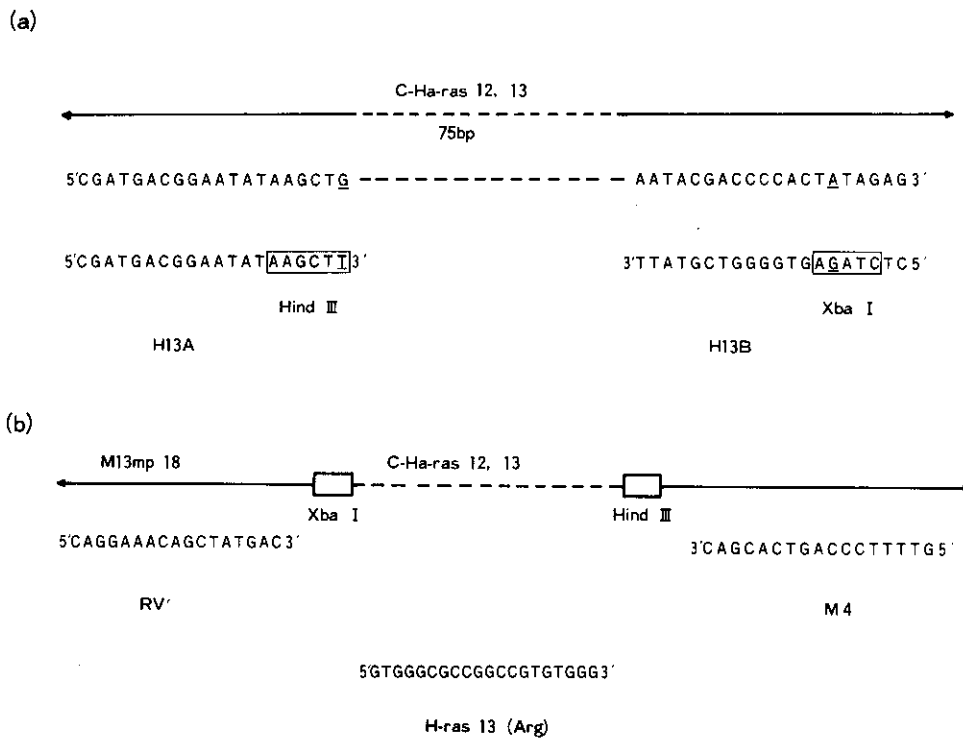 (a)
C-Ha-ras 12, 13
75bp
5'CGATGACGGAATATAAGCTG AATACGACCCCACTATAGAG3'
5'CGATGACGGAATATAAGCTT3' 3'TTATGCTGGGGTGAGATCTC5'
Hind III Xba I
H13A H13B
(b)
M13mp 18 C-Ha-ras 12, 13
Xba I Hind III
5'CAGGAAACAGCTATGAC3' 3'CAGCACTGACCCTTTTG5'
RV' M4
5'GTGGGCGCCGGCCGTGTGGG3'
H-ras 13 (Arg)